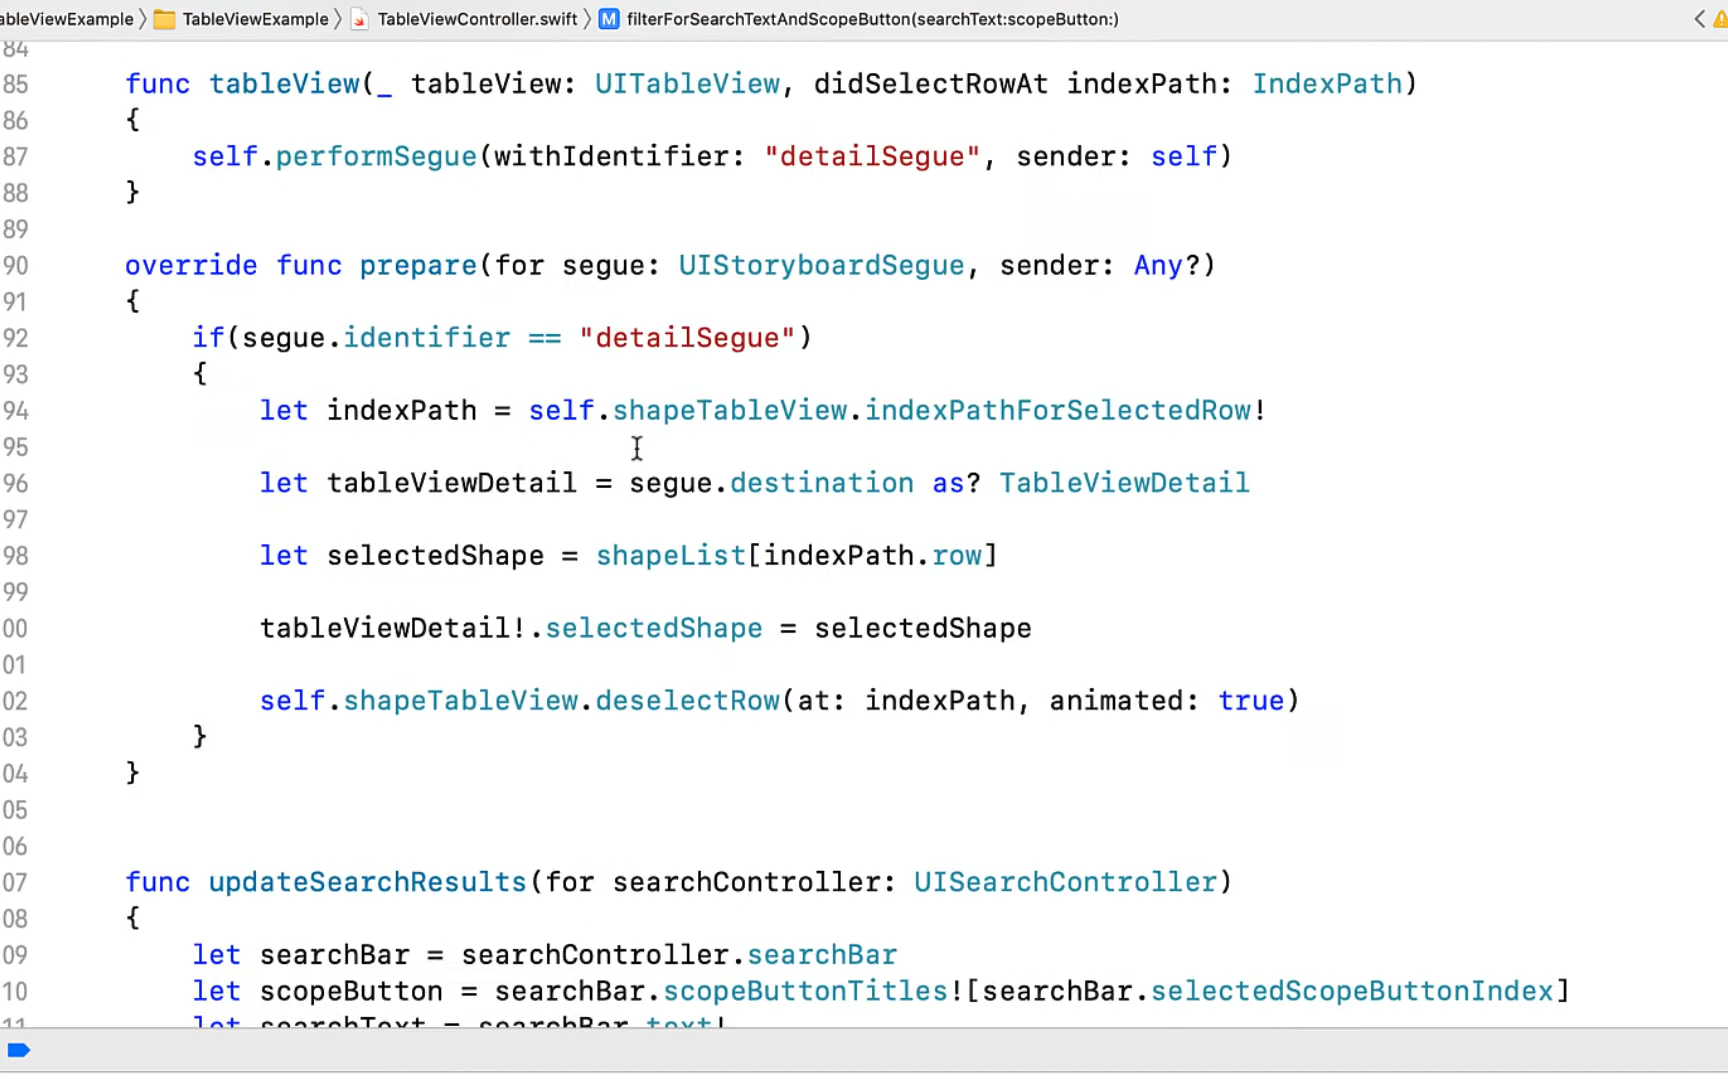 ableViewExample 〉 TableViewExample 〉 TableViewController.swift 〉 M filterForSearchTextAndScopeButton(searchText:scopeButton:)
84
85 func tableView(_ tableView: UITableView, didSelectRowAt indexPath: IndexPath)
86 {
87 self.performSegue(withIdentifier: "detailSegue", sender: self)
88 }
89
90 override func prepare(for segue: UIStoryboardSegue, sender: Any?)
91 {
92 if(segue.identifier == "detailSegue")
93 {
94 let indexPath = self.shapeTableView.indexPathForSelectedRow!
95
96 let tableViewDetail = segue.destination as? TableViewDetail
97
98 let selectedShape = shapeList[indexPath.row]
99
00 tableViewDetail!.selectedShape = selectedShape
01
02 self.shapeTableView.deselectRow(at: indexPath, animated: true)
03 }
04 }
05
06
07 func updateSearchResults(for searchController: UISearchController)
08 {
09 let searchBar = searchController.searchBar
10 let scopeButton = searchBar.scopeButtonTitles![searchBar.selectedScopeButtonIndex]
11 let searchText = searchBar.text!